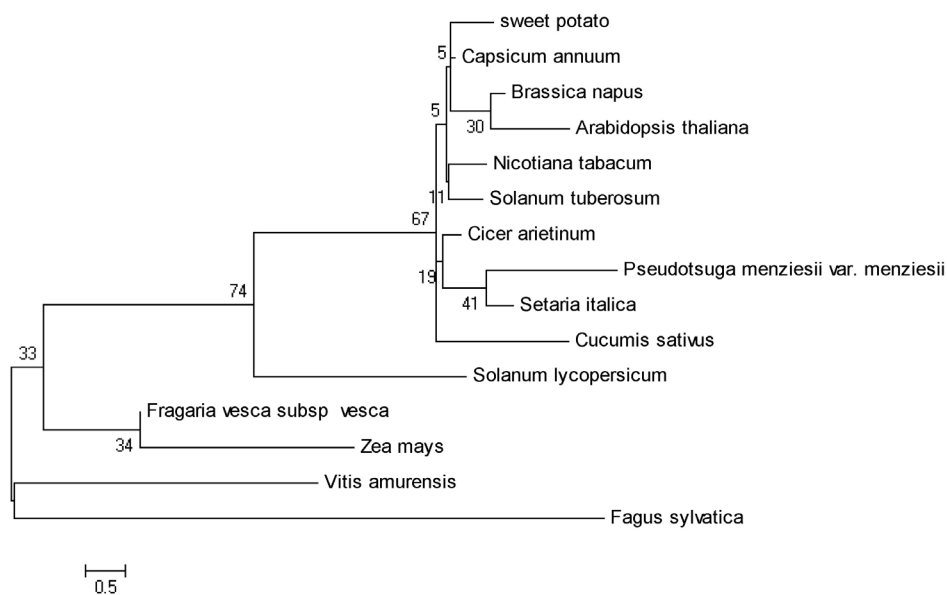 sweet potato
5
Capsicum annuum
Brassica napus
5
30
Arabidopsis thaliana
Nicotiana tabacum
11
Solanum tuberosum
67
Cicer arietinum
19
Pseudotsuga menziesii var. menziesii
74
41
Setaria italica
Cucumis sativus
33
Solanum lycopersicum
Fragaria vesca subsp vesca
34
Zea mays
Vitis amurensis
Fagus sylvatica
0.5